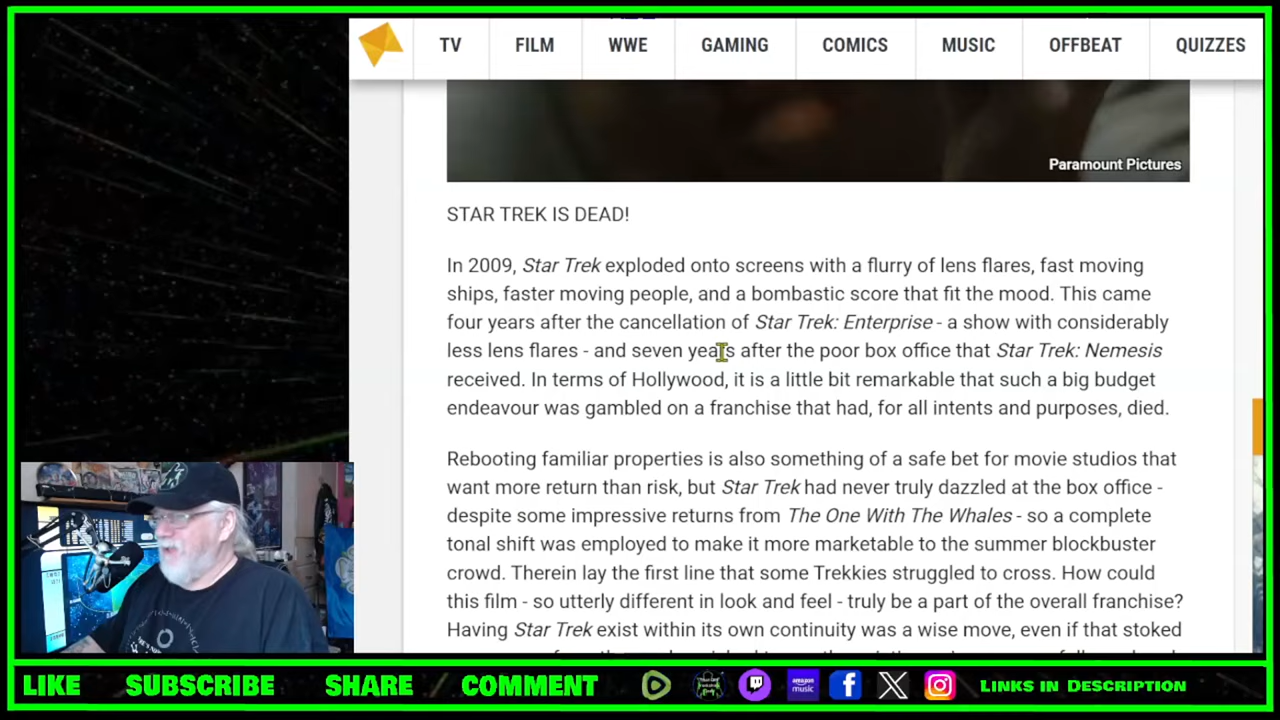 TV FILM WWE GAMING COMICS MUSIC OFFBEAT QUIZZES
Paramount Pictures
STAR TREK IS DEAD!
In 2009, Star Trek exploded onto screens with a flurry of lens flares, fast moving
ships, faster moving people, and a bombastic score that fit the mood. This came
four years after the cancellation of Star Trek: Enterprise - a show with considerably
less lens flares - and seven years after the poor box office that Star Trek: Nemesis
received. In terms of Hollywood, it is a little bit remarkable that such a big budget
endeavour was gambled on a franchise that had, for all intents and purposes, died.
Rebooting familiar properties is also something of a safe bet for movie studios that
want more return than risk, but Star Trek had never truly dazzled at the box office -
despite some impressive returns from The One With The Whales - so a complete
tonal shift was employed to make it more marketable to the summer blockbuster
crowd. Therein lay the first line that some Trekkies struggled to cross. How could
this film - so utterly different in look and feel - truly be a part of the overall franchise?
Having Star Trek exist within its own continuity was a wise move, even if that stoked
LIKE SUBSCRIBE SHARE COMMENT amazon music Links in Description